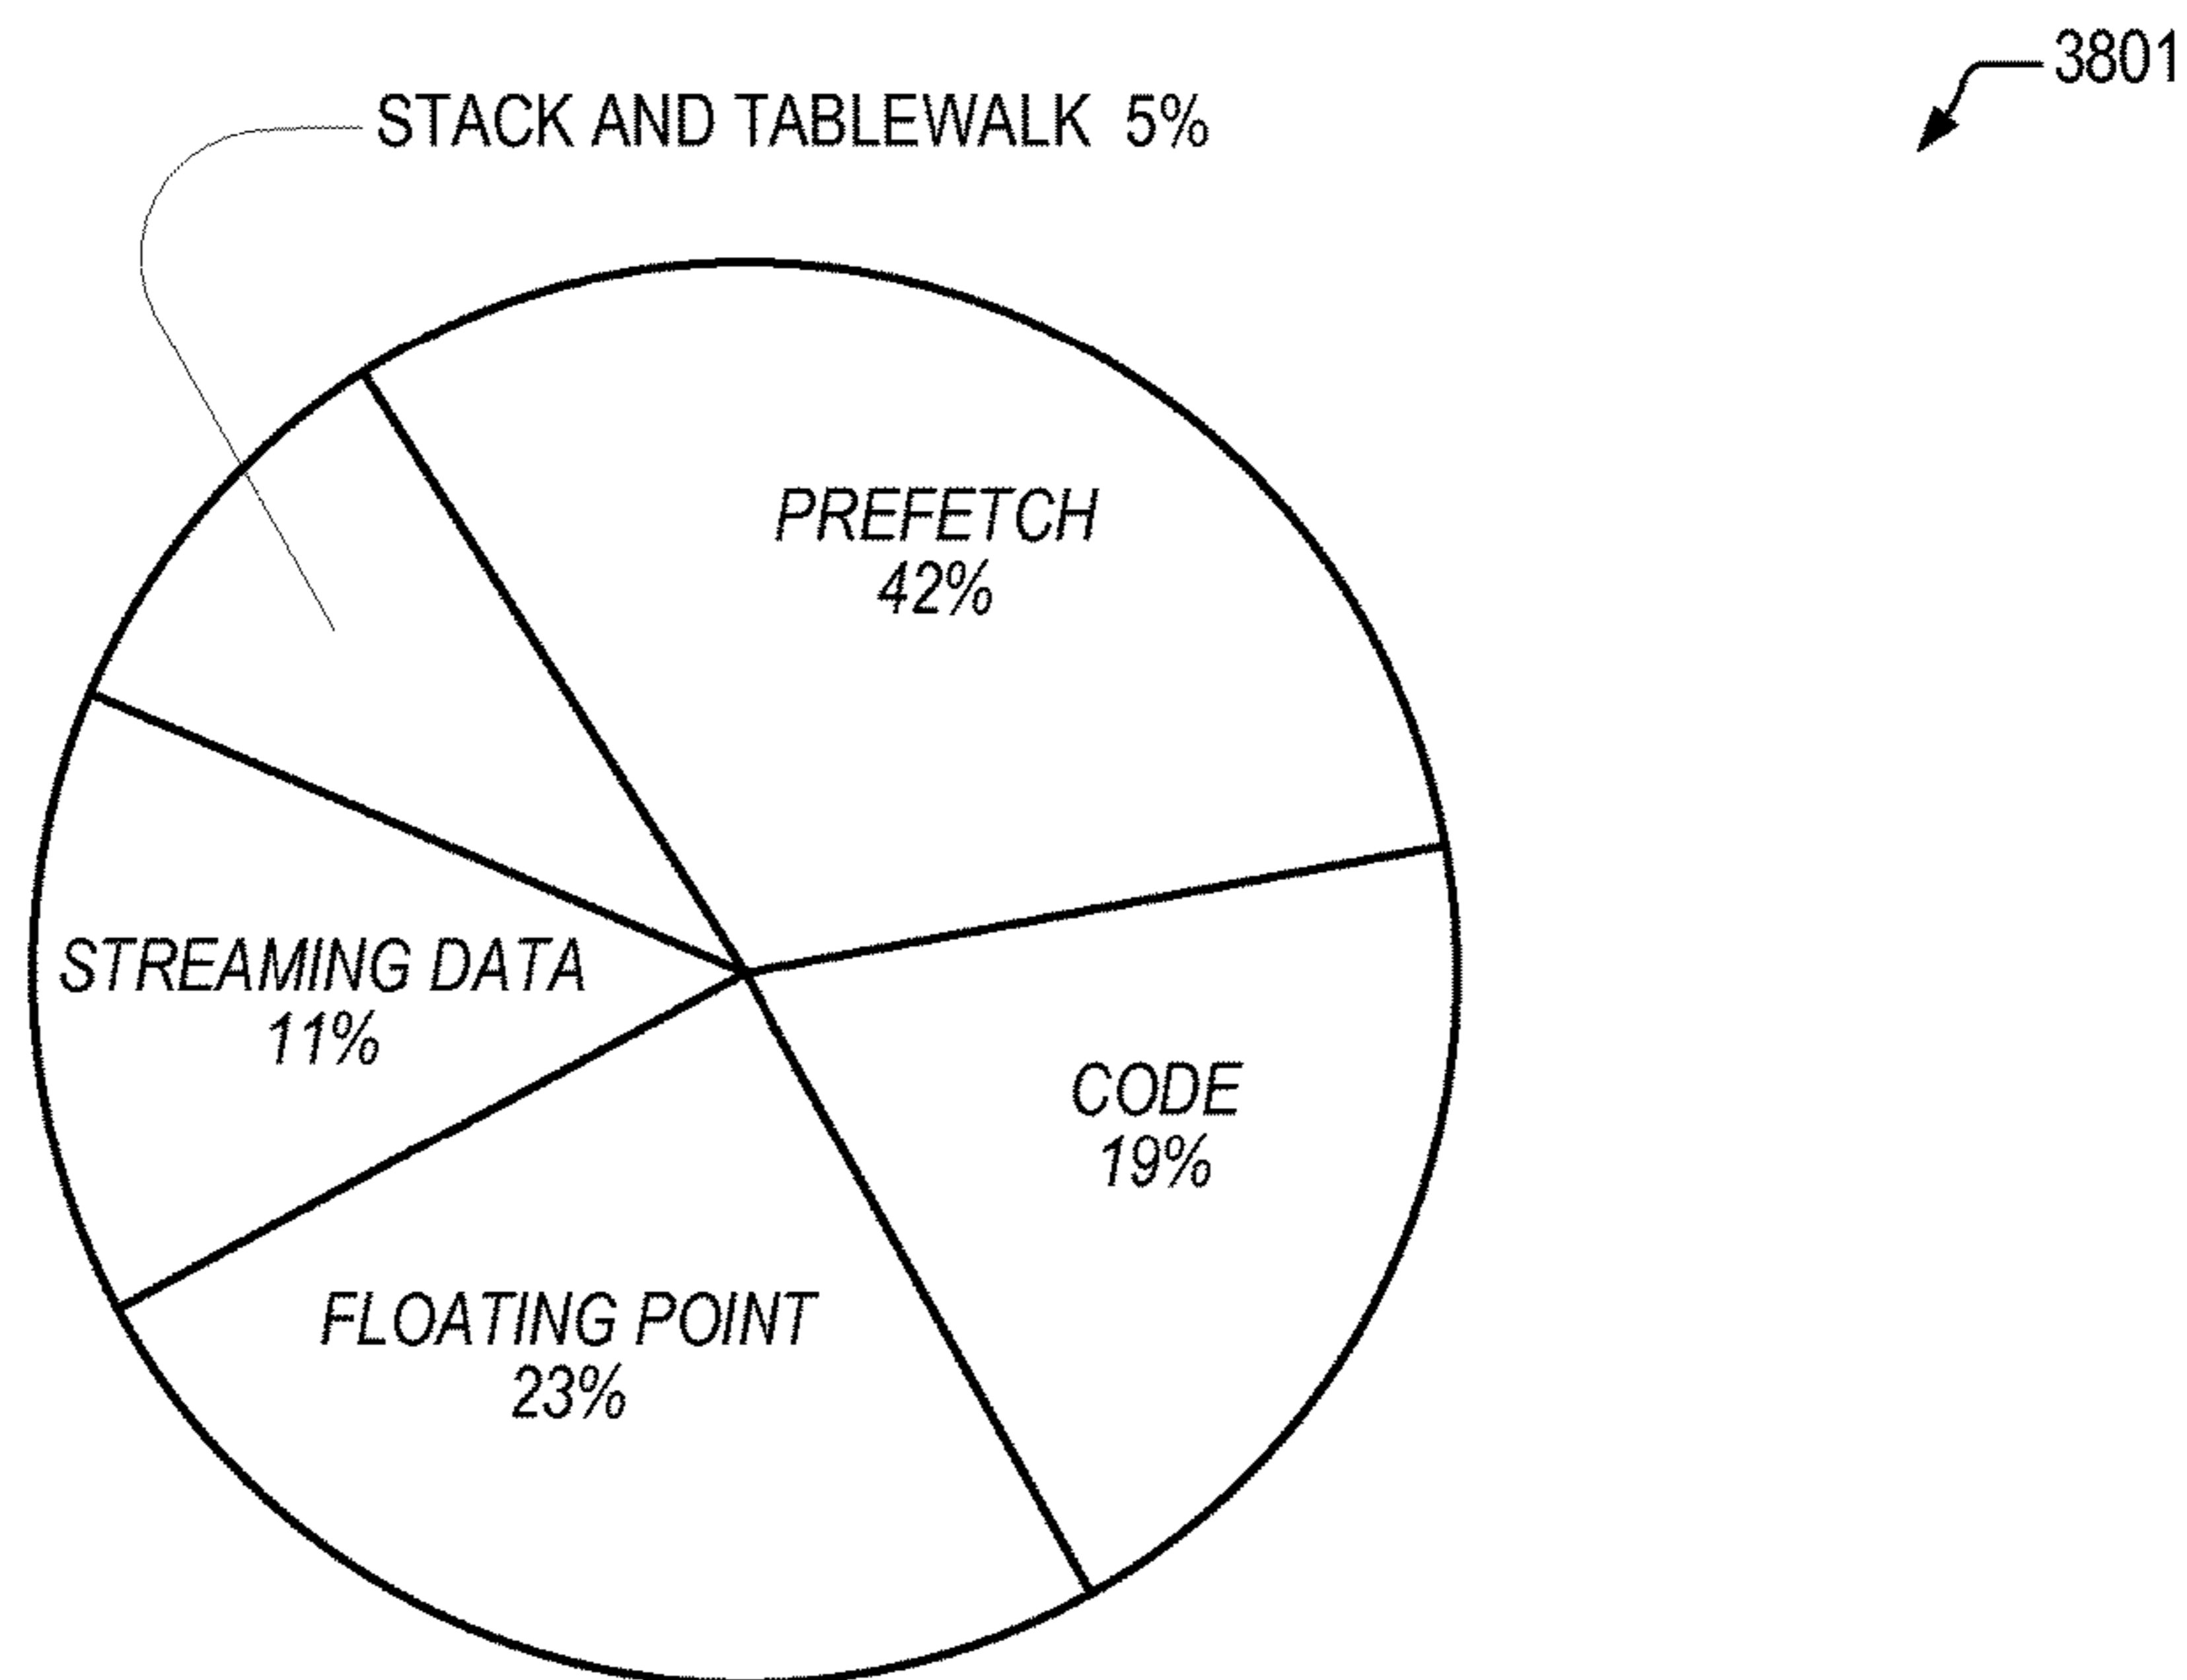 3801
STACK AND TABLEWALK 5%
PREFETCH
42%
STREAMING DATA
11%
CODE
19%
FLOATING POINT
23%